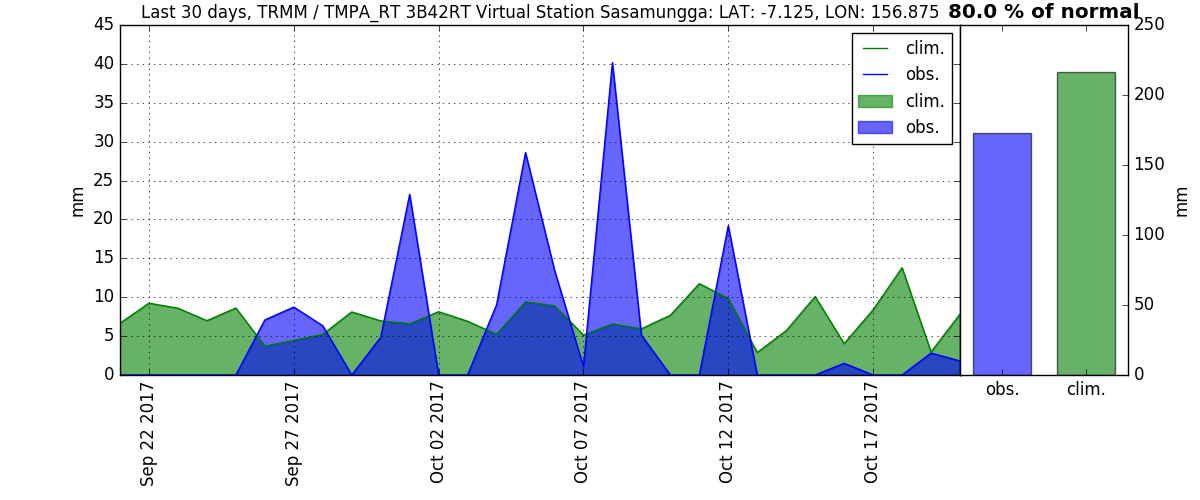 Last 30 days, TRMM / TMPA_RT 3B42RT Virtual Station Sasamungga: LAT: -7.125, LON: 156.875
80.0 % of normal
45
40
35
30
25
20
15
10
5
0
mm
clim.
obs.
clim.
obs.
Sep 22 2017
Sep 27 2017
Oct 02 2017
Oct 07 2017
Oct 12 2017
Oct 17 2017
250
200
150
100
50
0
mm
obs.
clim.